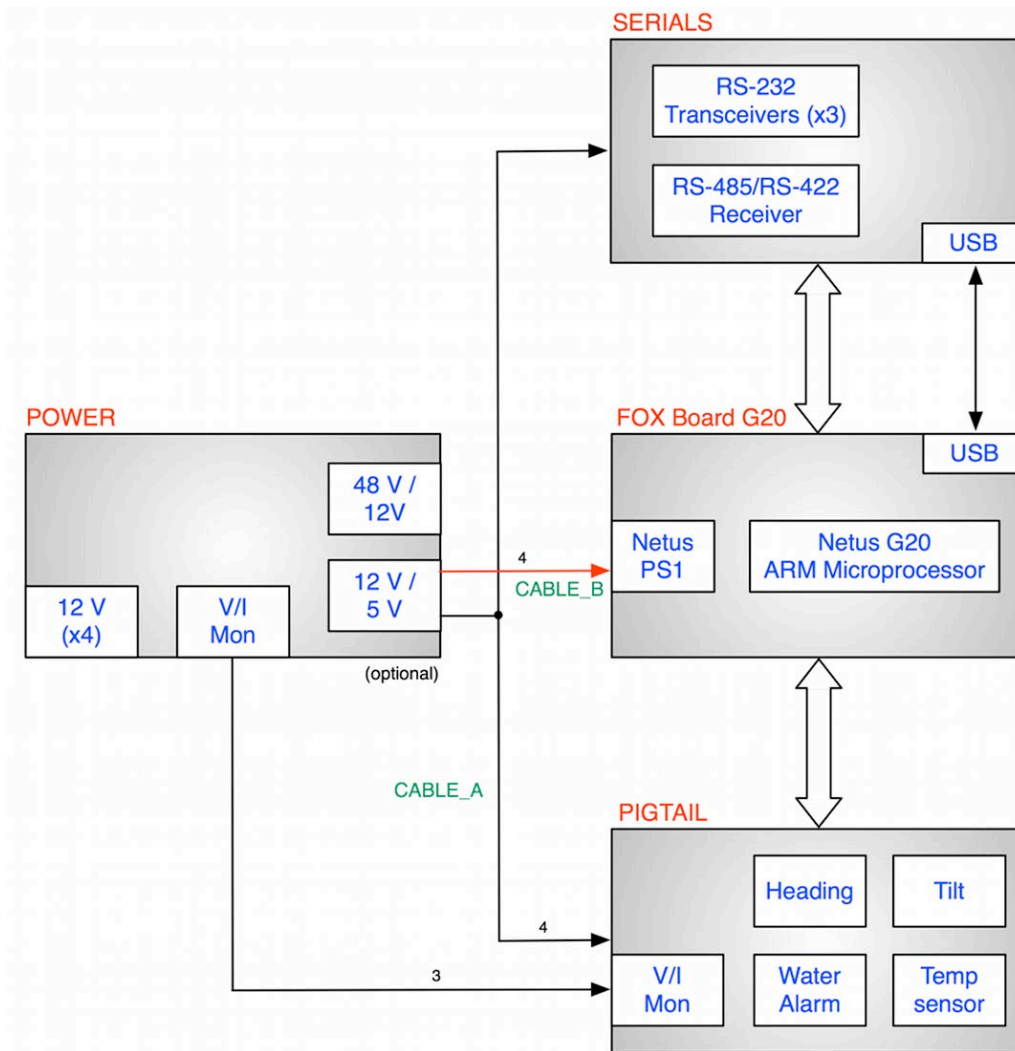 SERIALS
RS-232
Transceivers (x3)
RS-485/RS-422
Receiver
USB
POWER
48 V /
12V
12 V /
5 V
12 V
(x4)
V/I
Mon
(optional)
4
CABLE_B
FOX Board G20
USB
Netus
PS1
Netus G20
ARM Microprocessor
CABLE_A
PIGTAIL
Heading
Tilt
4
3
V/I
Mon
Water
Alarm
Temp
sensor